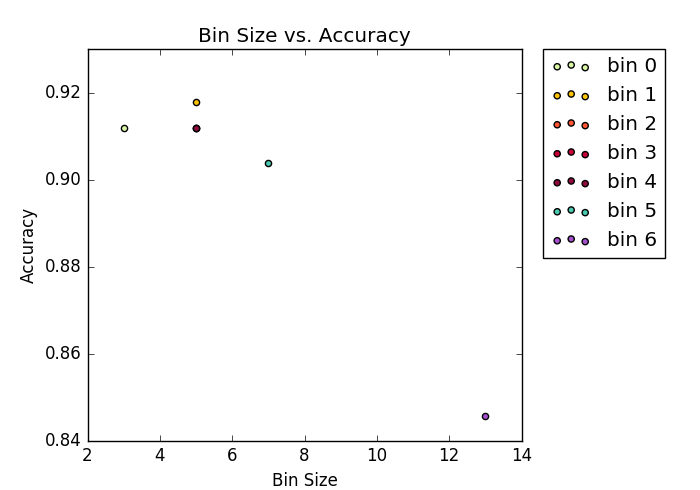 Bin Size vs. Accuracy
0.92
0.90
0.88
0.86
0.84
Accuracy
2 4 6 8 10 12 14
Bin Size
bin 0
bin 1
bin 2
bin 3
bin 4
bin 5
bin 6